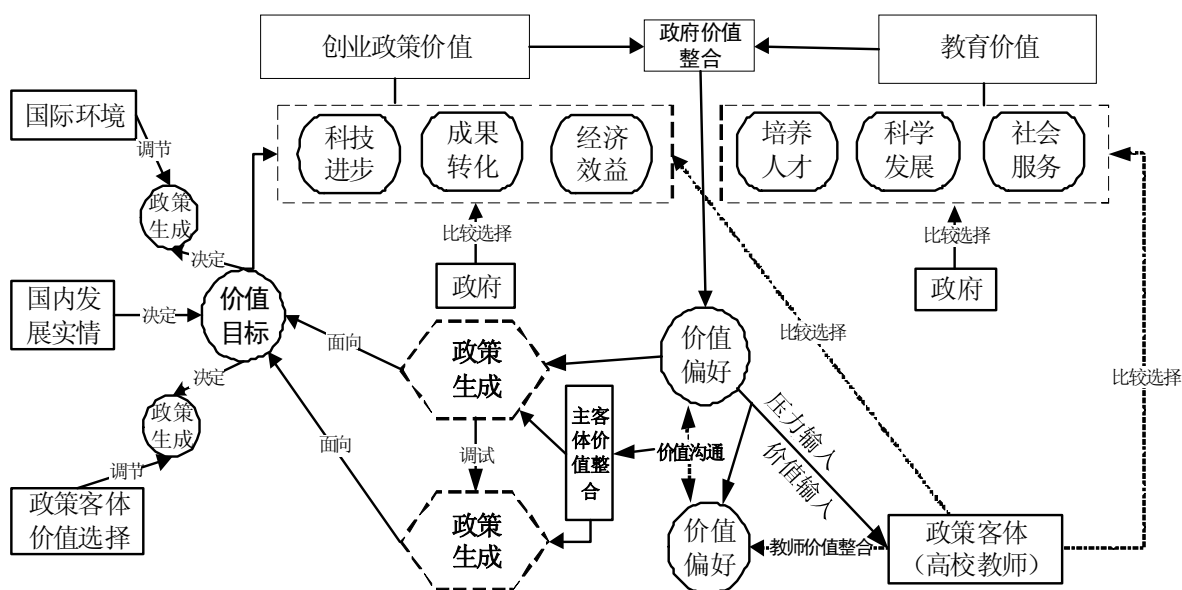 创业政策价值
政府价值
整合
教育价值
国际环境
科技
进步
成果
转化
经济
效益
培养
人才
科学
发展
社会
服务
调节
政策
生成
比较选择
比较选择
决定
政府
政府
国内发
展实情
决定
价值
目标
面向
政策
生成
价值
偏好
比较选择
比较选择
决定
政策
生成
面向
主客
体价
值整
合
压力输入
价值输入
价值沟通
调试
调节
政策客体
价值选择
政策
生成
价值
偏好
教师价值整合
政策客体
（高校教师）